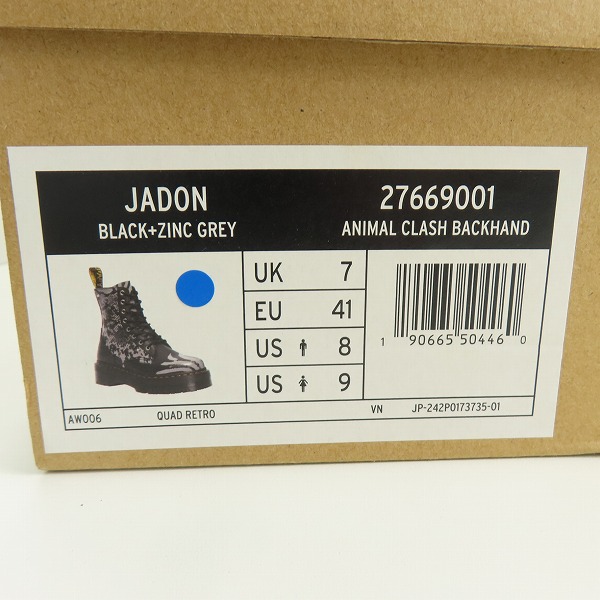 JADON 27669001
BLACK+ZINC GREY ANIMAL CLASH BACKHAND
UK 7
EU 41
US 8
US 9
1 90665 50446 0
AW006 QUAD RETRO VN JP-242P0173735-01